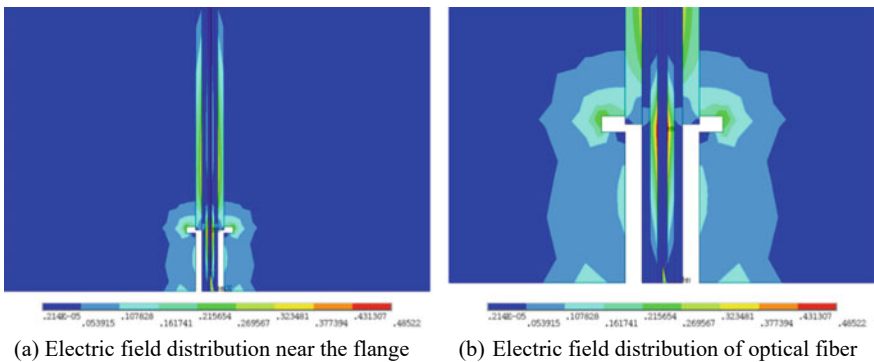 .214E-05 .107828 .215654 .323481 .431307
.053915 .161741 .269567 .377394 .48522
.214E-05 .107828 .215654 .323481 .431307
.053915 .161741 .269567 .377394 .48522
(a) Electric field distribution near the flange
(b) Electric field distribution of optical fiber